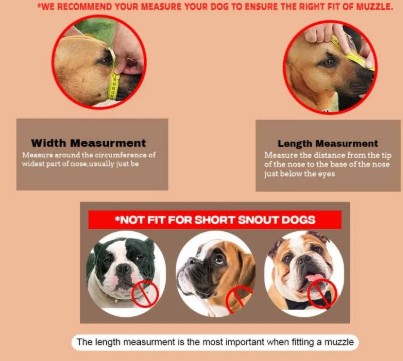 *WE RECOMMEND YOUR MEASURE YOUR DOG TO ENSURE THE RIGHT FIT OF MUZZLE.
Width Measurment
Measure around the circumference of
widest part of nose,usually just be
Length Measurment
Measure the distance from the tip
of the nose to the base of the nose
just below the eyes
*NOT FIT FOR SHORT SNOUT DOGS
The length measurment is the most important when fitting a muzzle